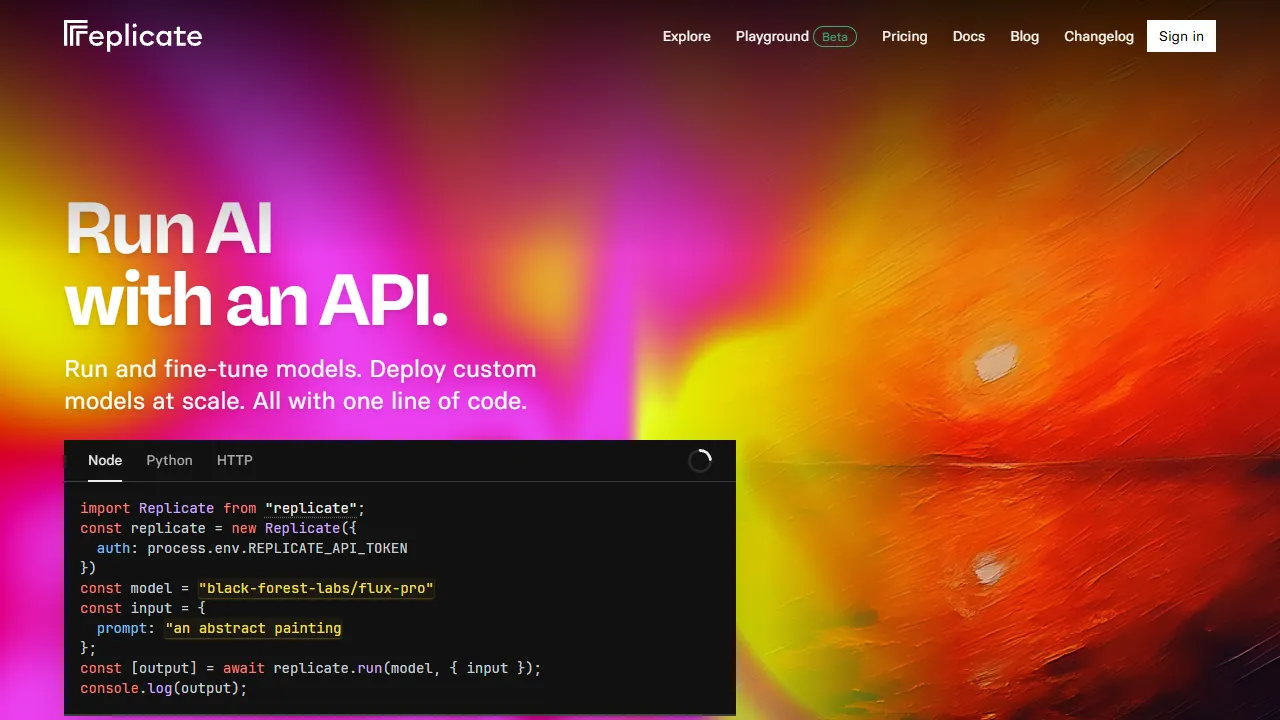 replicate
Explore Playground Beta Pricing Docs Blog Changelog Sign in
Run AI
with an API.
Run and fine-tune models. Deploy custom
models at scale. All with one line of code.
Node Python HTTP
import Replicate from "replicate";
const replicate = new Replicate({
  auth: process.env.REPLICATE_API_TOKEN
})
const model = "black-forest-labs/flux-pro"
const input = {
  prompt: "an abstract painting
};
const [output] = await replicate.run(model, { input });
console.log(output);